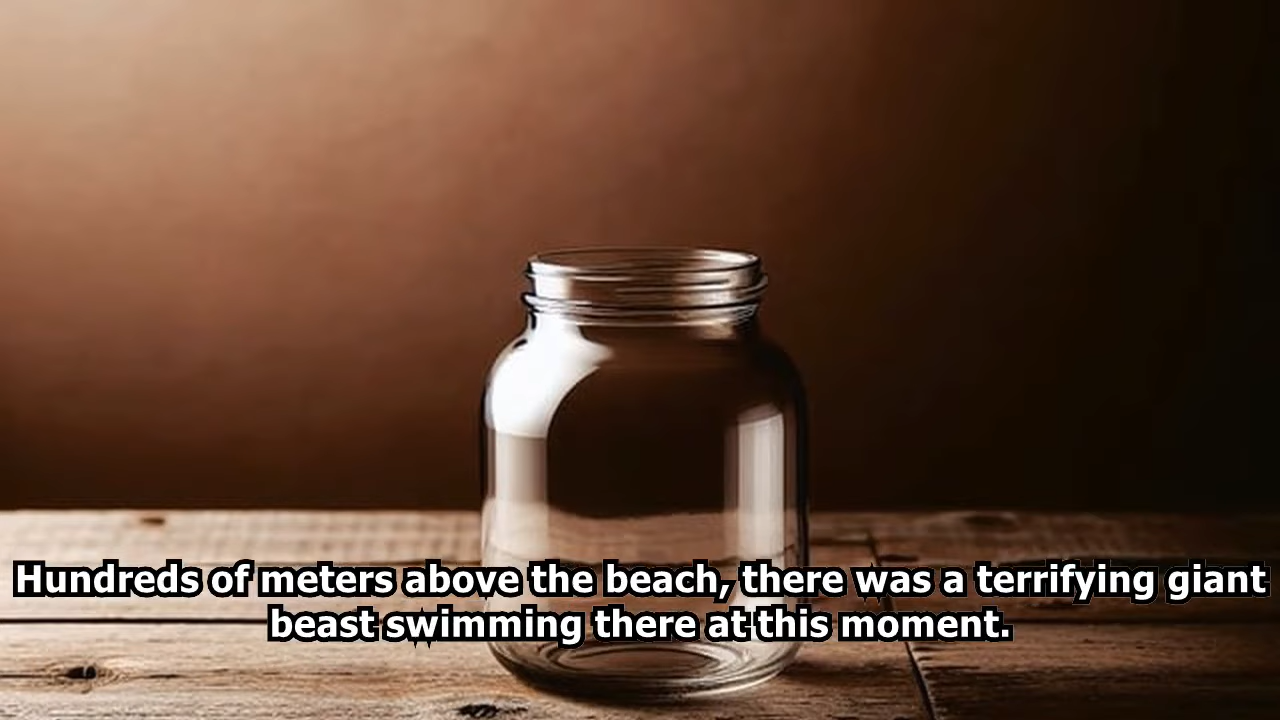 Hundreds of meters above the beach, there was a terrifying giant
beast swimming there at this moment.